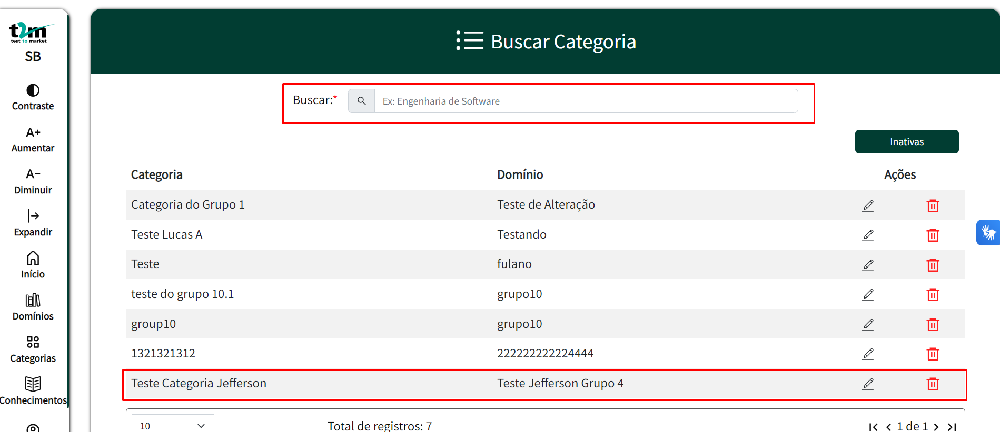 t2m
test to market
SB
Contraste
A+
Aumentar
A-
Diminuir
Expandir
Início
Domínios
Categorias
Conhecimentos
Buscar Categoria
Buscar:* Ex: Engenharia de Software
Inativas
Categoria Domínio Ações
Categoria do Grupo 1 Teste de Alteração
Teste Lucas A Testando
Teste fulano
teste do grupo 10.1 grupo10
group10 grupo10
1321321312 222222222224444
Teste Categoria Jefferson Teste Jefferson Grupo 4
10 Total de registros: 7 1 de 1